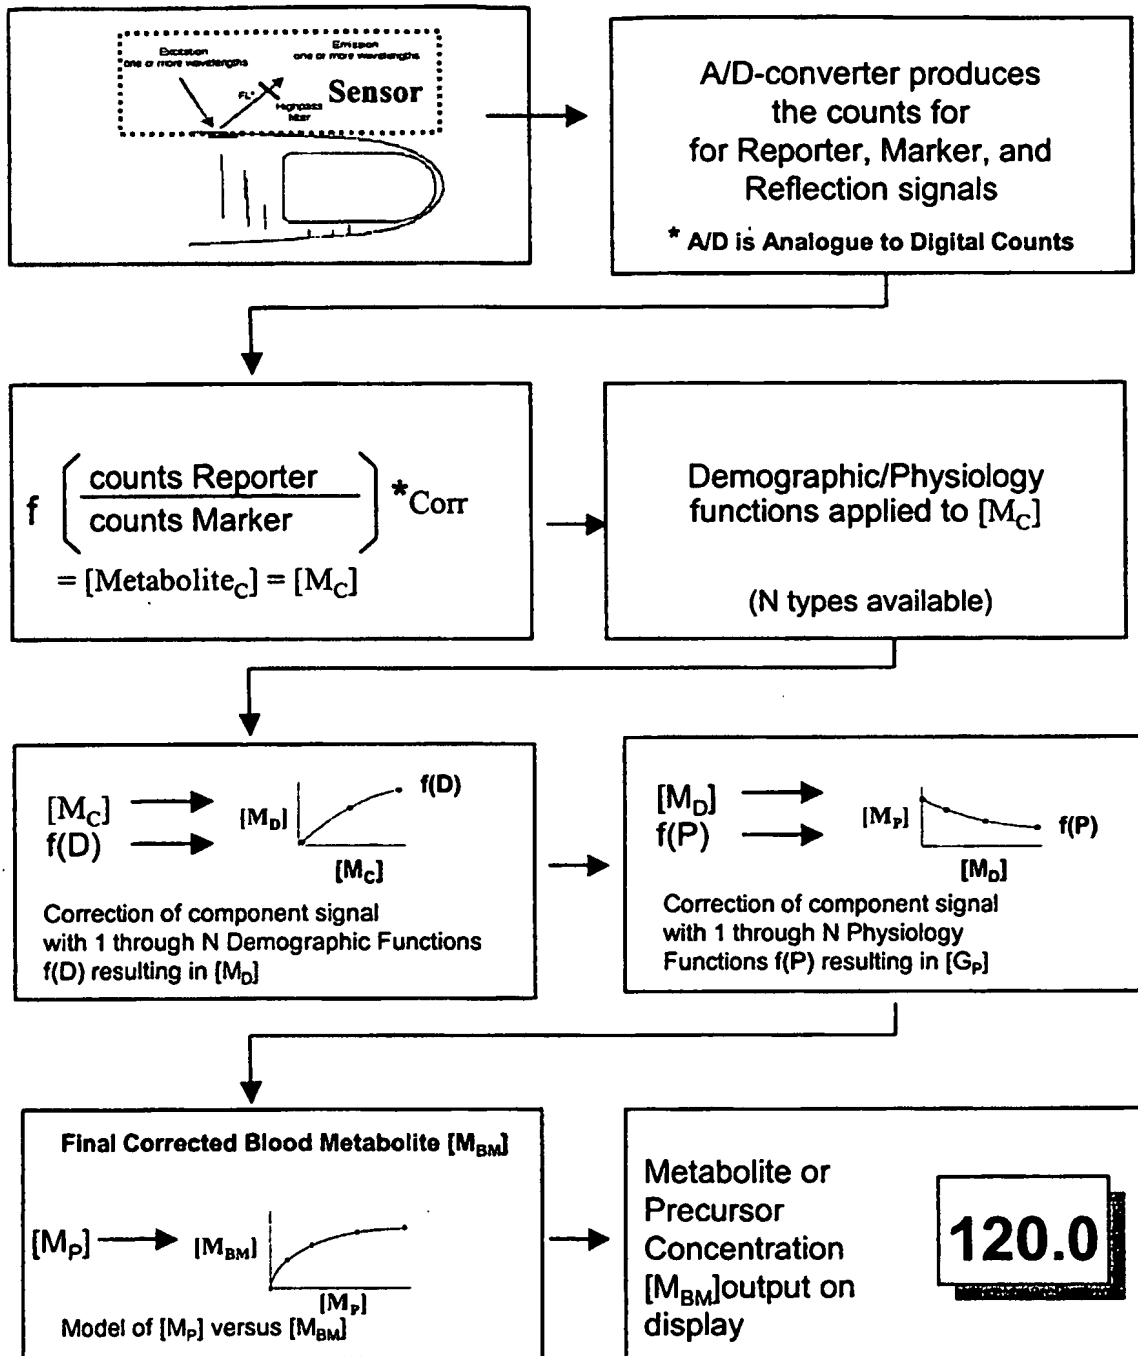 Excitation
one or more wavelengths
Emission
one or more wavelengths
FL*
Highpass
filter
Sensor
A/D-converter produces
the counts for
for Reporter, Marker, and
Reflection signals
* A/D is Analogue to Digital Counts
f
counts Reporter
counts Marker
*Corr
= [Metabolite_C] = [M_C]
Demographic/Physiology
functions applied to [M_C]
(N types available)
[M_C]
f(D)
[M_D]
f(D)
[M_C]
Correction of component signal
with 1 through N Demographic Functions
f(D) resulting in [M_D]
[M_D]
f(P)
[M_P]
f(P)
[M_D]
Correction of component signal
with 1 through N Physiology
Functions f(P) resulting in [G_P]
Final Corrected Blood Metabolite [M_BM]
[M_P]
[M_BM]
[M_P]
Model of [M_P] versus [M_BM]
Metabolite or
Precursor
Concentration
[M_BM]output on
display
120.0